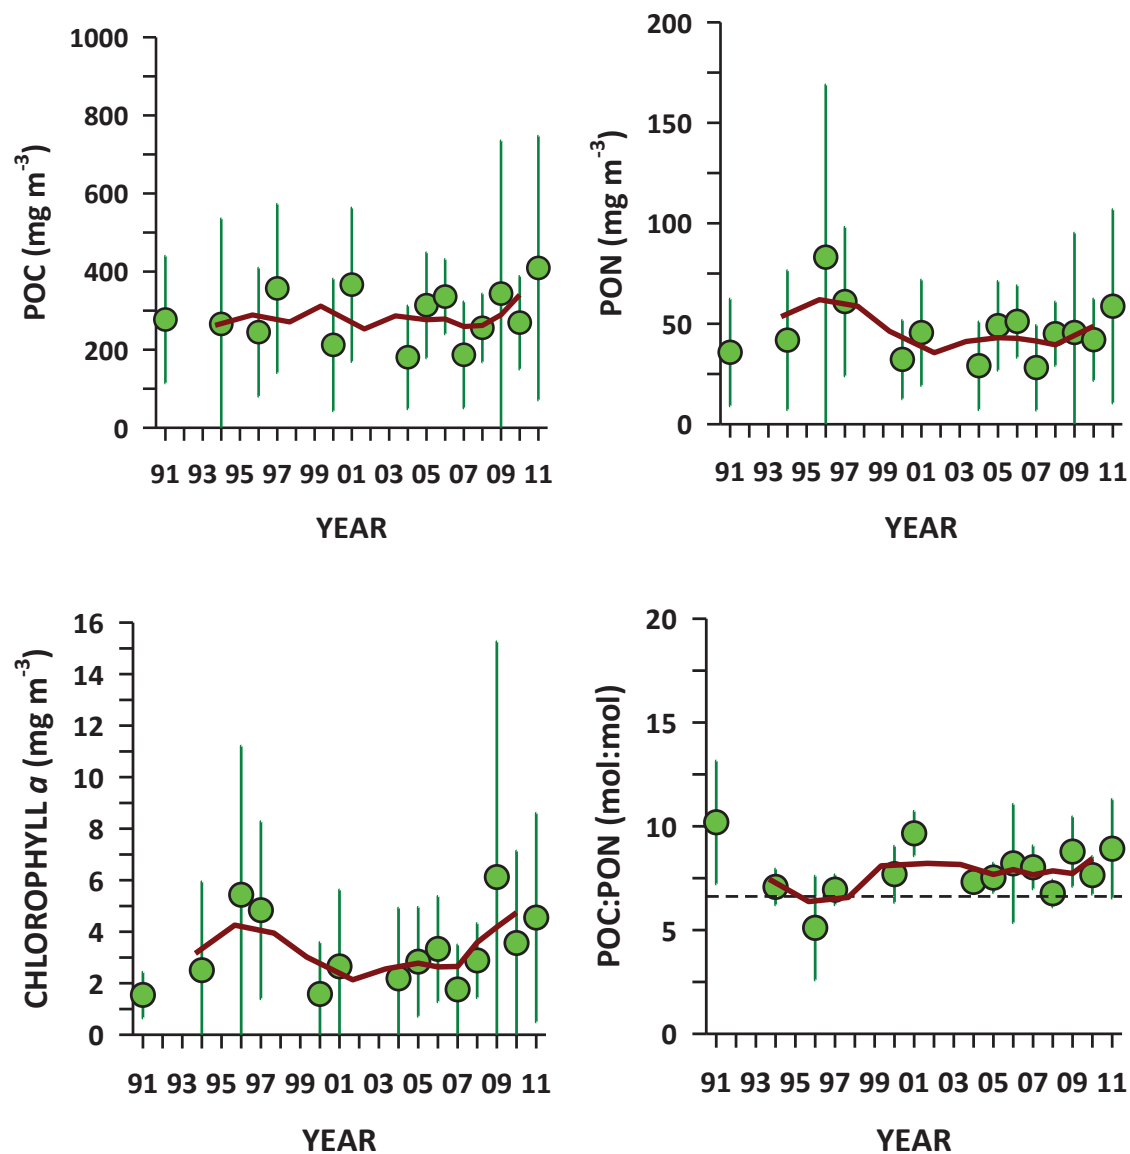 POC (mg m⁻³)
1000
800
600
400
200
0
91 93 95 97 99 01 03 05 07 09 11
YEAR
PON (mg m⁻³)
200
150
100
50
0
91 93 95 97 99 01 03 05 07 09 11
YEAR
CHLOROPHYLL a (mg m⁻³)
16
14
12
10
8
6
4
2
0
91 93 95 97 99 01 03 05 07 09 11
YEAR
POC:PON (mol:mol)
20
15
10
5
0
91 93 95 97 99 01 03 05 07 09 11
YEAR